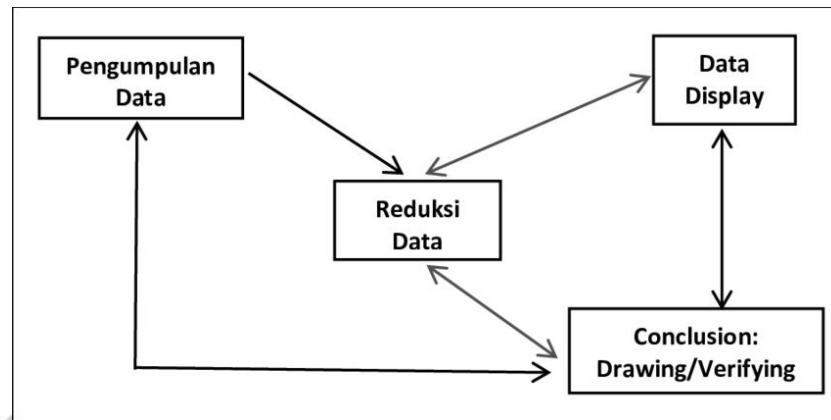 Pengumpulan
Data
Data
Display
Reduksi
Data
Conclusion:
Drawing/Verifying